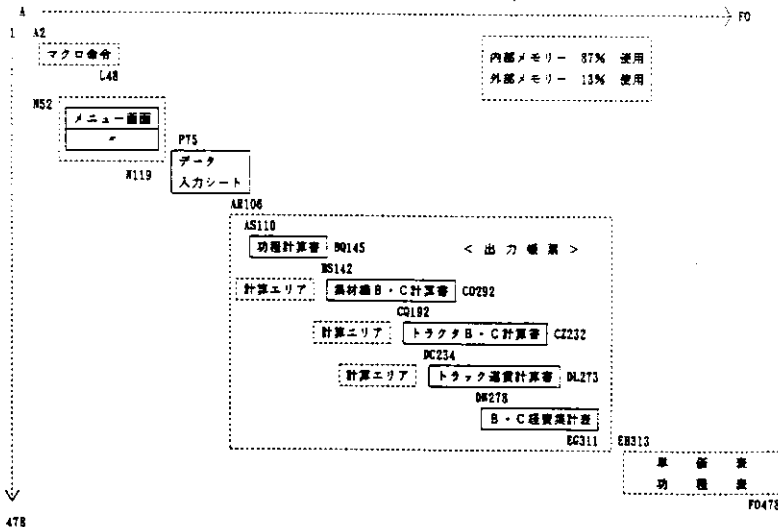 A
FO
1
A2
マクロ命令
L48
内部メモリー 87% 使用
外部メモリー 13% 使用
N52
メニュー画面
〃
N119
P75
データ
入力シート
AH106
AS110
功程計算書 BQ145
< 出 力 帳 票 >
BS142
計算エリア
集材機B・C計算書 CO292
CQ192
計算エリア
トラクタB・C計算書 CZ232
DC234
計算エリア
トラック運賃計算書 DL273
DW278
B・C経費集計表
EG311
EH313
単 価 表
功 程 表
FO478
478